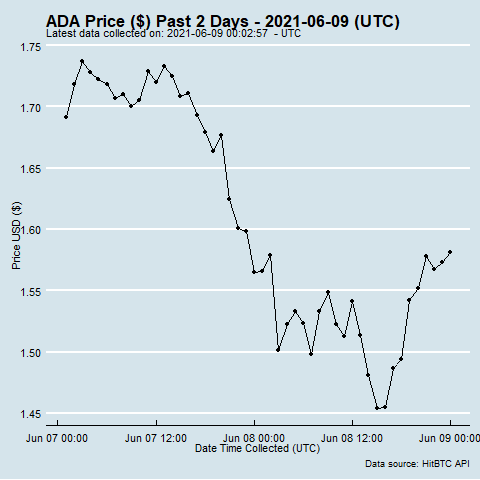 ADA Price ($) Past 2 Days - 2021-06-09 (UTC)
Latest data collected on: 2021-06-09 00:02:57  - UTC
1.75
1.70
1.65
1.60
1.55
1.50
1.45
Price USD ($)
Jun 07 00:00 Jun 07 12:00 Jun 08 00:00 Jun 08 12:00 Jun 09 00:00
Date Time Collected (UTC)
Data source: HitBTC API